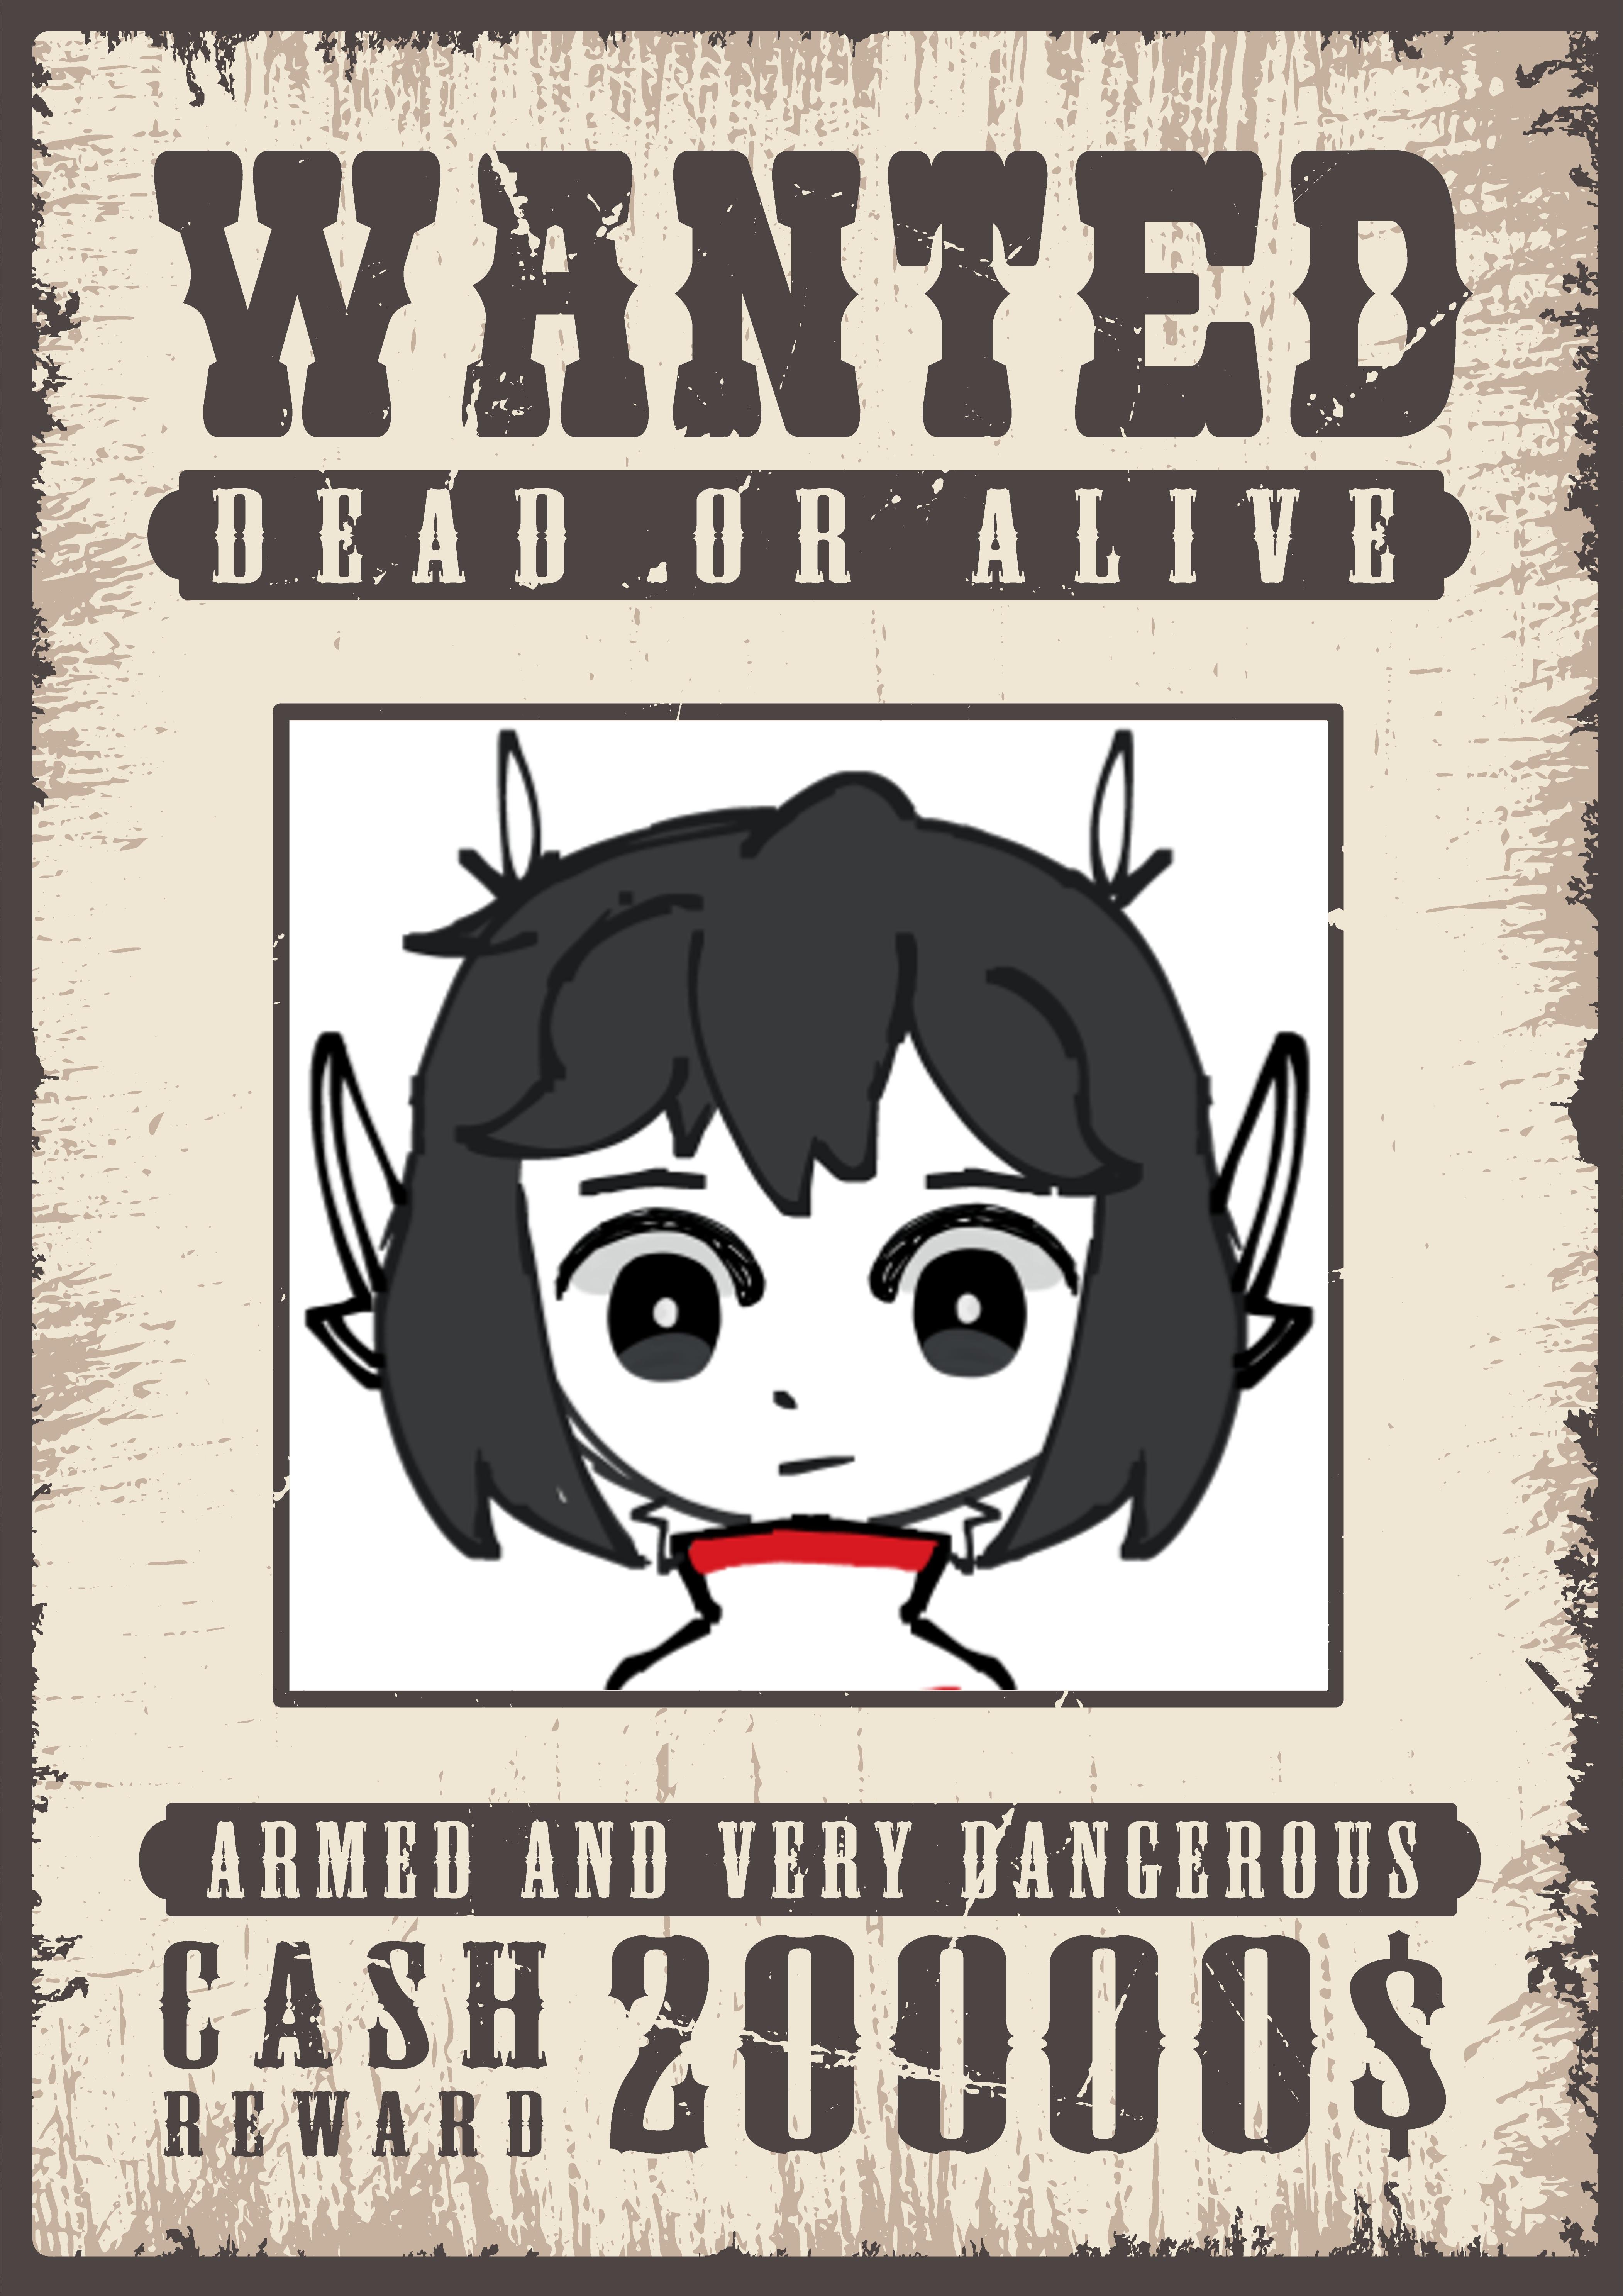 WANTED
DEAD OR ALIVE
ARMED AND VERY DANGEROUS
CASH
REWARD
20000$